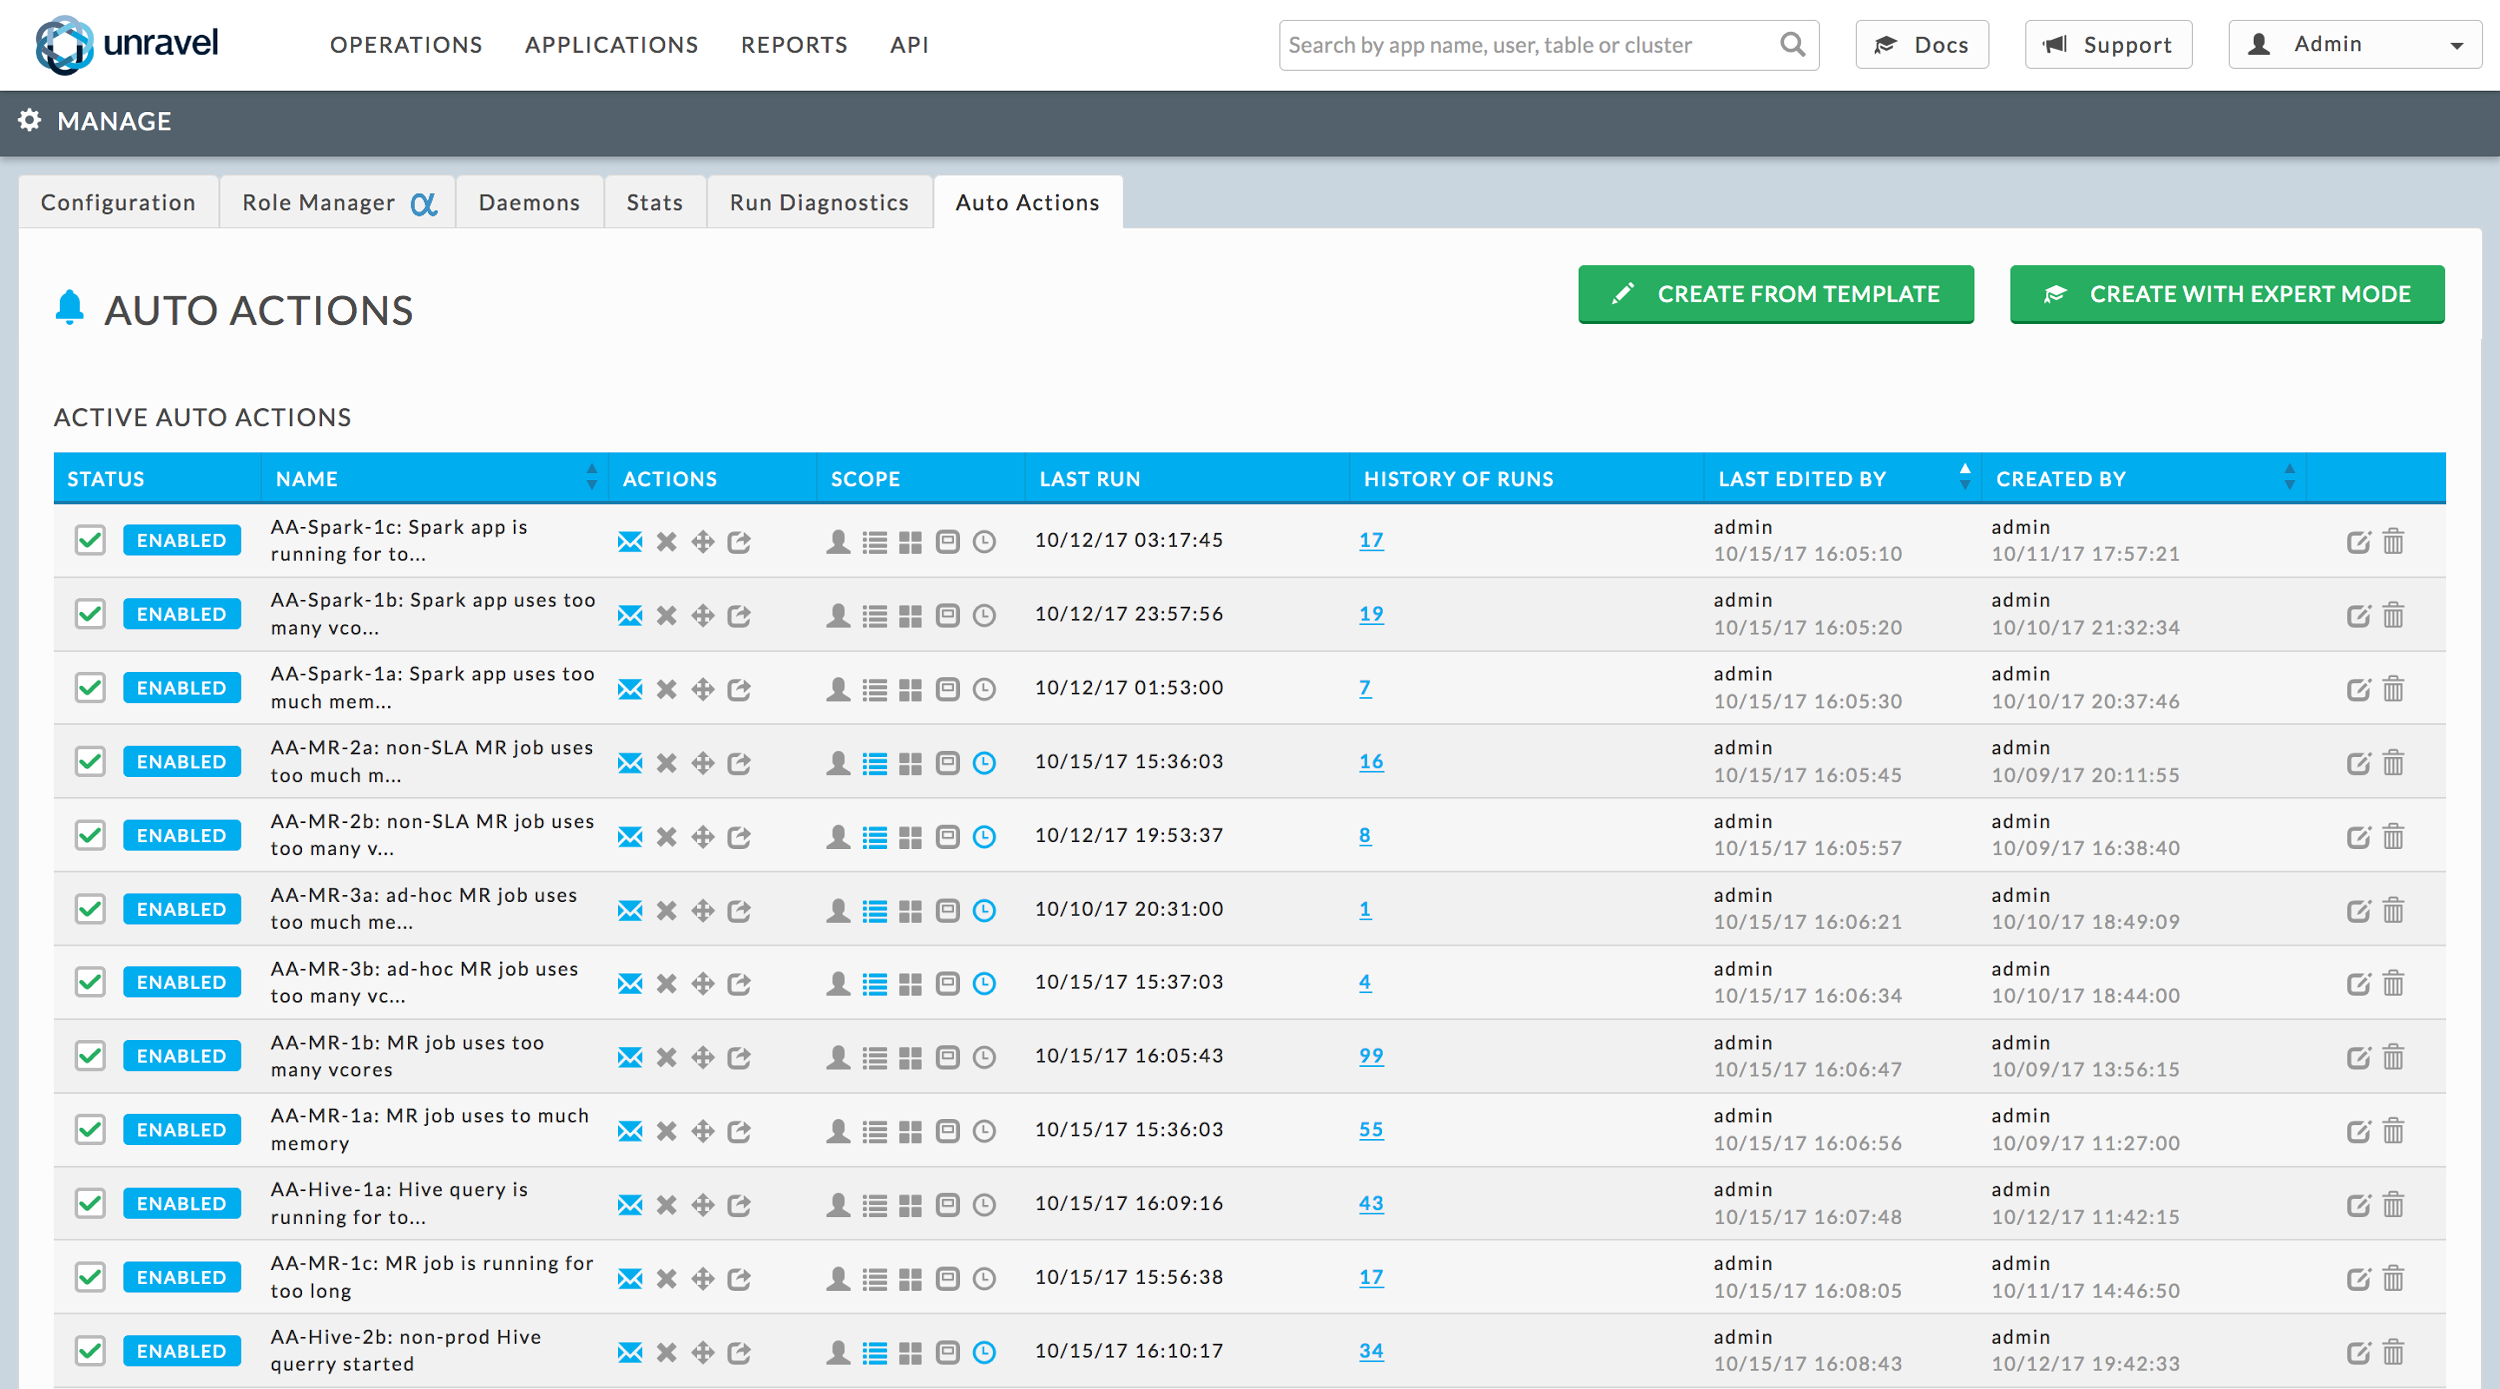 unravel
OPERATIONS APPLICATIONS REPORTS API
Search by app name, user, table or cluster
Docs
Support
Admin
MANAGE
Configuration
Role Manager α
Daemons
Stats
Run Diagnostics
Auto Actions
AUTO ACTIONS
CREATE FROM TEMPLATE
CREATE WITH EXPERT MODE
ACTIVE AUTO ACTIONS
STATUS NAME ACTIONS SCOPE LAST RUN HISTORY OF RUNS LAST EDITED BY CREATED BY
AA-Spark-1c: Spark app is admin admin
ENABLED 10/12/17 03:17:45 17
running for to... 10/15/17 16:05:10 10/11/17 17:57:21
AA-Spark-1b: Spark app uses too admin admin
ENABLED 10/12/17 23:57:56 19
many vco... 10/15/17 16:05:20 10/10/17 21:32:34
AA-Spark-1a: Spark app uses too admin admin
ENABLED 10/12/17 01:53:00 7
much mem... 10/15/17 16:05:30 10/10/17 20:37:46
AA-MR-2a: non-SLA MR job uses admin admin
ENABLED 10/15/17 15:36:03 16
too much m... 10/15/17 16:05:45 10/09/17 20:11:55
AA-MR-2b: non-SLA MR job uses admin admin
ENABLED 10/12/17 19:53:37 8
too many v... 10/15/17 16:05:57 10/09/17 16:38:40
AA-MR-3a: ad-hoc MR job uses admin admin
ENABLED 10/10/17 20:31:00 1
too much me... 10/15/17 16:06:21 10/10/17 18:49:09
AA-MR-3b: ad-hoc MR job uses admin admin
ENABLED 10/15/17 15:37:03 4
too many vc... 10/15/17 16:06:34 10/10/17 18:44:00
AA-MR-1b: MR job uses too admin admin
ENABLED 10/15/17 16:05:43 99
many vcores 10/15/17 16:06:47 10/09/17 13:56:15
AA-MR-1a: MR job uses to much admin admin
ENABLED 10/15/17 15:36:03 55
memory 10/15/17 16:06:56 10/09/17 11:27:00
AA-Hive-1a: Hive query is admin admin
ENABLED 10/15/17 16:09:16 43
running for to... 10/15/17 16:07:48 10/12/17 11:42:15
AA-MR-1c: MR job is running for admin admin
ENABLED 10/15/17 15:56:38 17
too long 10/15/17 16:08:05 10/11/17 14:46:50
AA-Hive-2b: non-prod Hive admin admin
ENABLED 10/15/17 16:10:17 34
querry started 10/15/17 16:08:43 10/12/17 19:42:33